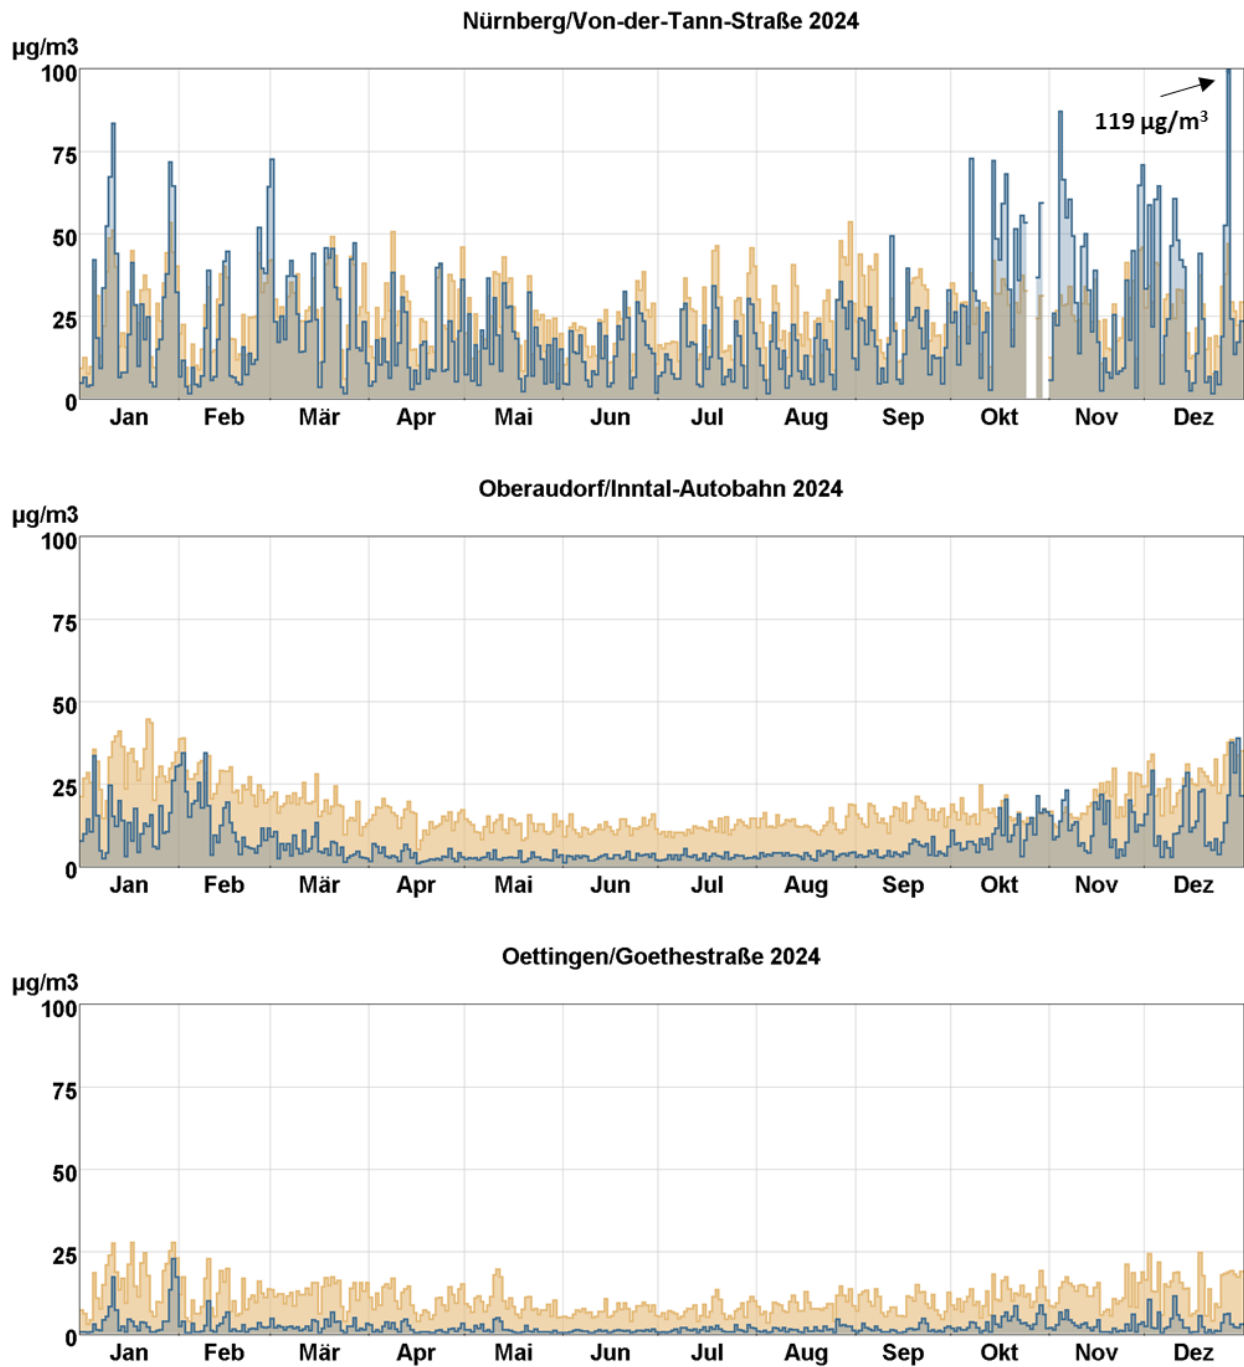 Nürnberg/Von-der-Tann-Straße 2024
µg/m3
100
119 µg/m³
75
50
25
0
Jan Feb Mär Apr Mai Jun Jul Aug Sep Okt Nov Dez
Oberaudorf/Inntal-Autobahn 2024
µg/m3
100
75
50
25
0
Jan Feb Mär Apr Mai Jun Jul Aug Sep Okt Nov Dez
Oettingen/Goethestraße 2024
µg/m3
100
75
50
25
0
Jan Feb Mär Apr Mai Jun Jul Aug Sep Okt Nov Dez